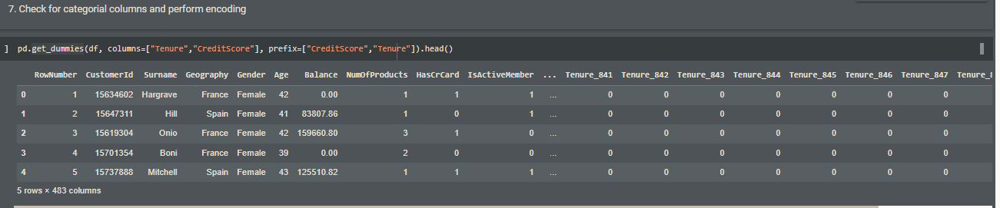 7. Check for categorial columns and perform encoding
] pd.get_dummies(df, columns=["Tenure","CreditScore"], prefix=["CreditScore","Tenure"]).head()
RowNumber CustomerId Surname Geography Gender Age Balance NumOfProducts HasCrCard IsActiveMember ... Tenure_841 Tenure_842 Tenure_843 Tenure_844 Tenure_845 Tenure_846 Tenure_847 Tenure_8
0 1 15634602 Hargrave France Female 42 0.00 1 1 1 ... 0 0 0 0 0 0 0
1 2 15647311 Hill Spain Female 41 83807.86 1 0 1 ... 0 0 0 0 0 0 0
2 3 15619304 Onio France Female 42 159660.80 3 1 0 ... 0 0 0 0 0 0 0
3 4 15701354 Boni France Female 39 0.00 2 0 0 ... 0 0 0 0 0 0 0
4 5 15737888 Mitchell Spain Female 43 125510.82 1 1 1 ... 0 0 0 0 0 0 0
5 rows × 483 columns